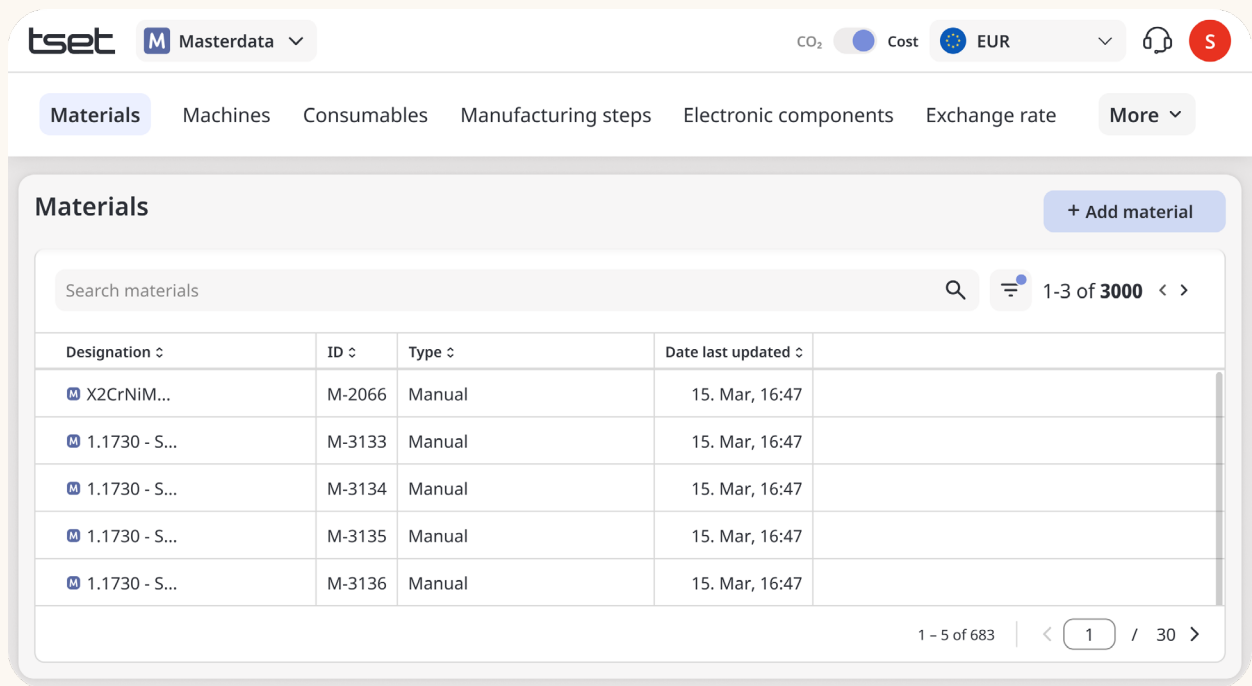 tset M Masterdata CO₂ Cost EUR S
Materials Machines Consumables Manufacturing steps Electronic components Exchange rate More
Materials
+ Add material
Search materials 1-3 of 3000
Designation ID Type Date last updated
M X2CrNiM... M-2066 Manual 15. Mar, 16:47
M 1.1730 - S... M-3133 Manual 15. Mar, 16:47
M 1.1730 - S... M-3134 Manual 15. Mar, 16:47
M 1.1730 - S... M-3135 Manual 15. Mar, 16:47
M 1.1730 - S... M-3136 Manual 15. Mar, 16:47
1 – 5 of 683 1 / 30